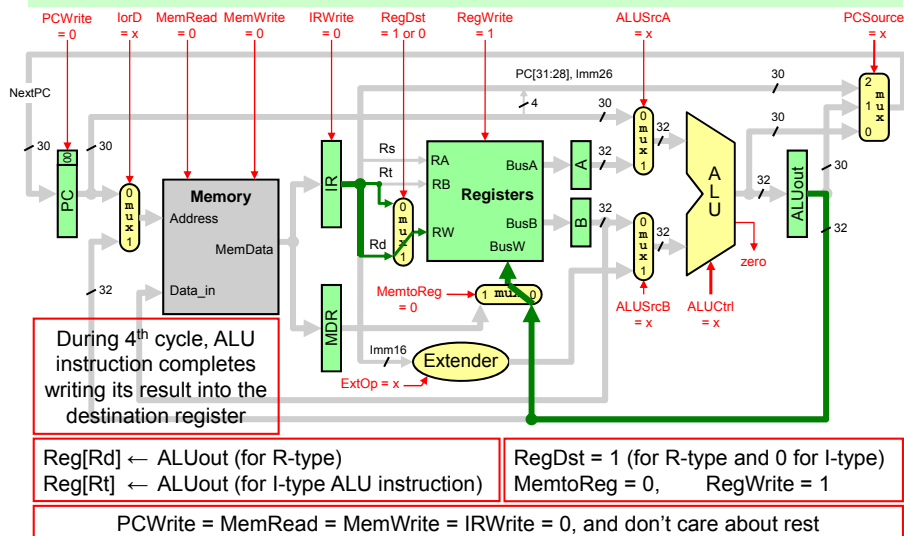 PCWrite
= 0
IorD
= x
MemRead
= 0
MemWrite
= 0
IRWrite
= 0
RegDst
= 1 or 0
RegWrite
= 1
ALUSrcA
= x
PCSource
= x
PC[31:28], Imm26
NextPC
30
30
4
30
30
30
30
00
PC
0
mux
1
Memory
Address
MemData
Data_in
IR
Rs
Rt
Rd
0
mux
1
RA
RB
RW
Registers
BusA
BusB
BusW
A
B
32
32
0
mux
1
0
mux
1
32
32
ALU
32
ALUout
2
1
0
mux
32
zero
32
MDR
MemtoReg
= 0
1 mux 0
ALUSrcB
= x
ALUCtrl
= x
Imm16
Extender
ExtOp = x
During 4th cycle, ALU
instruction completes
writing its result into the
destination register
Reg[Rd] ← ALUout (for R-type)
Reg[Rt] ← ALUout (for I-type ALU instruction)
RegDst = 1 (for R-type and 0 for I-type)
MemtoReg = 0, RegWrite = 1
PCWrite = MemRead = MemWrite = IRWrite = 0, and don't care about rest